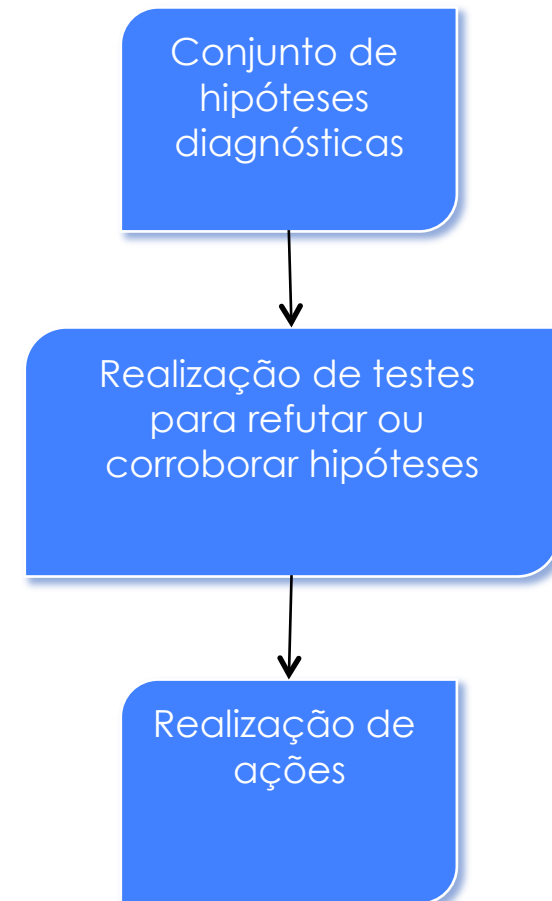 Conjunto de
hipóteses
diagnósticas
Realização de testes
para refutar ou
corroborar hipóteses
Realização de
ações